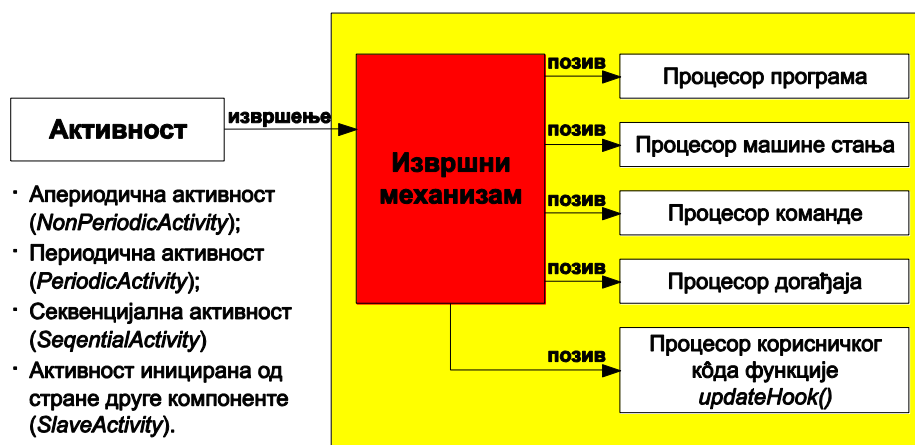 Активност
извршење
· Апериодична активност
(NonPeriodicActivity);
· Периодична активност
(PeriodicActivity);
· Секвенцијална активност
(SeqentialActivity)
· Активност иницирана од
стране друге компоненте
(SlaveActivity).
Извршни
механизам
позив
Процесор програма
позив
Процесор машине стања
позив
Процесор команде
позив
Процесор догађаја
позив
Процесор корисничког
кôда функције
updateHook()